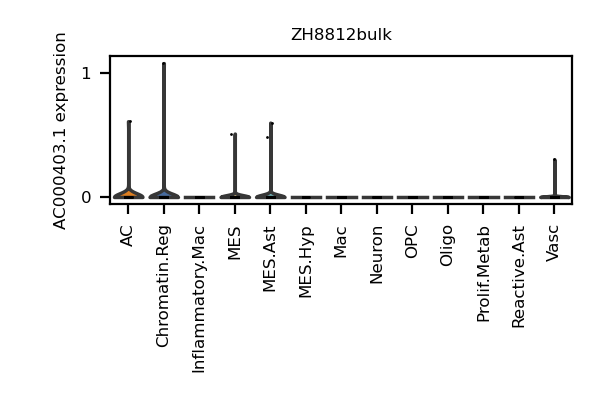 ZH8812bulk
AC000403.1 expression
1
0
AC
Chromatin.Reg
Inflammatory.Mac
MES
MES.Ast
MES.Hyp
Mac
Neuron
OPC
Oligo
Prolif.Metab
Reactive.Ast
Vasc